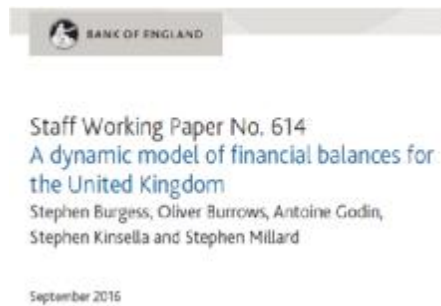 BANK OF ENGLAND
Staff Working Paper No. 614
A dynamic model of financial balances for
the United Kingdom
Stephen Burgess, Oliver Burrows, Antoine Godin,
Stephen Kinsella and Stephen Millard
September 2016